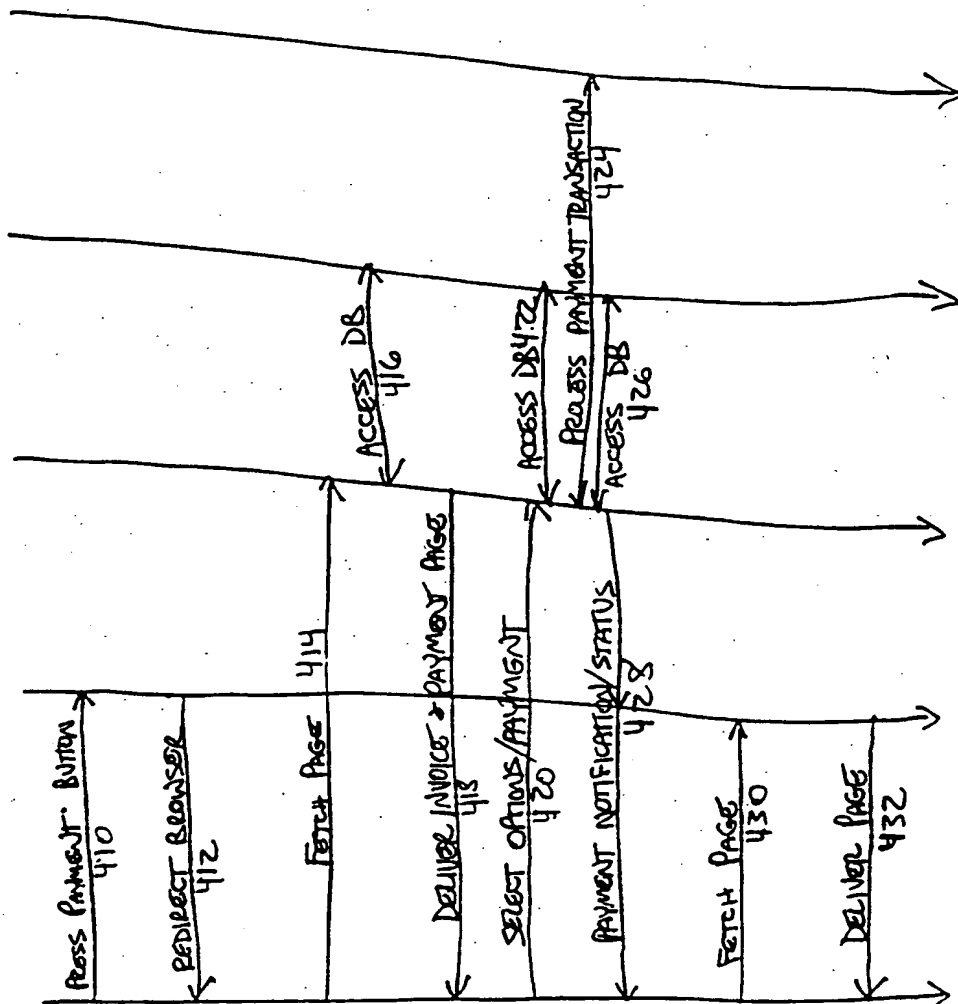 PRESS PAYMENT BUTTON
410
REDIRECT BROWSER
412
FETCH PAGE 414
ACCESS DB
416
DELIVER INVOICE & PAYMENT PAGE
418
SELECT OPTIONS/PAYMENT
420
ACCESS DB 422
PROCESS PAYMENT TRANSACTION
424
ACCESS DB
426
PAYMENT NOTIFICATION/STATUS
428
FETCH PAGE
430
DELIVER PAGE
432